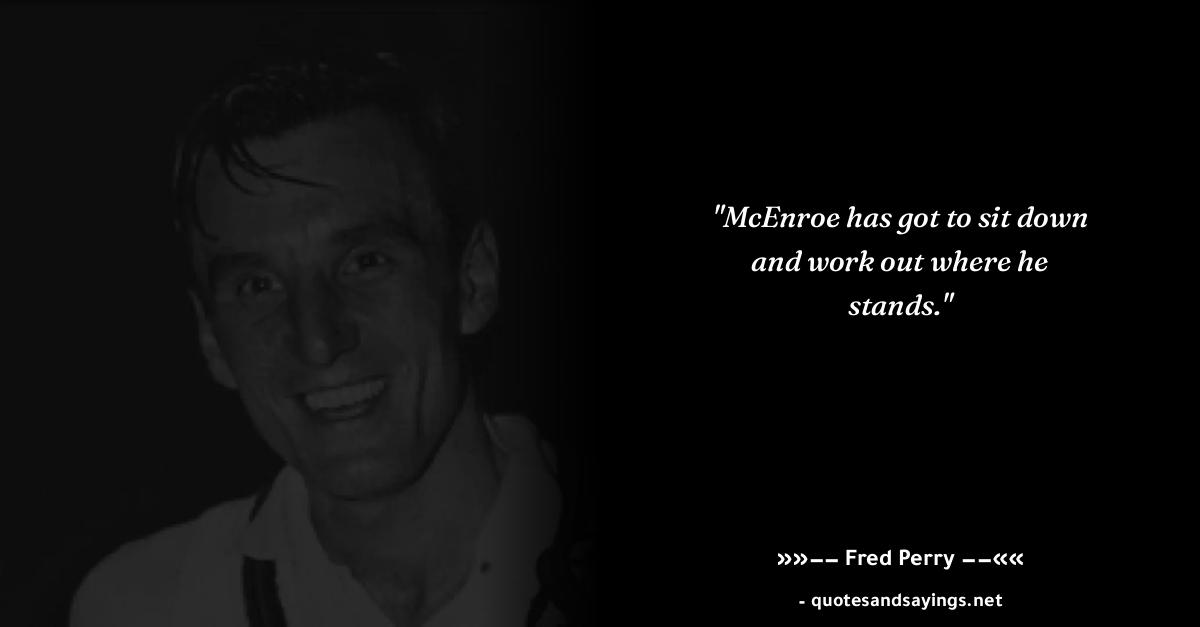 "McEnroe has got to sit down
and work out where he
stands."
»»−− Fred Perry −−««
- quotesandsayings.net